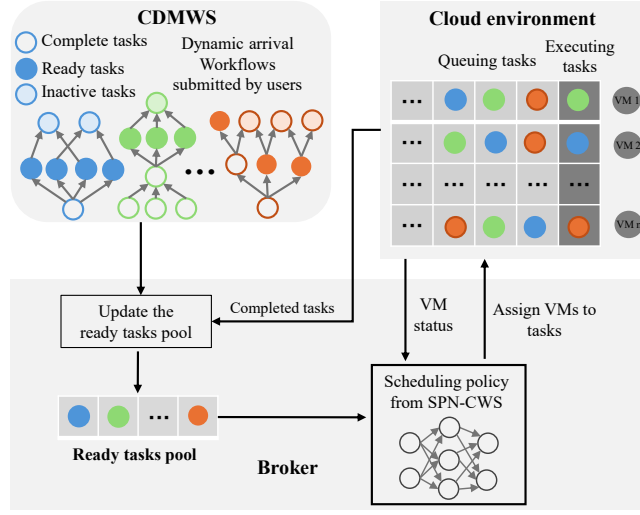 CDMWS
Complete tasks
Ready tasks
Inactive tasks
Dynamic arrival
Workflows
submitted by users
...
Cloud environment
Queuing tasks
Executing
tasks
...
VM 1
...
VM 2
... ... ... ... ...
...
VM n
Update the
ready tasks pool
Completed tasks
VM
status
Assign VMs to
tasks
...
Ready tasks pool
Broker
Scheduling policy
from SPN-CWS